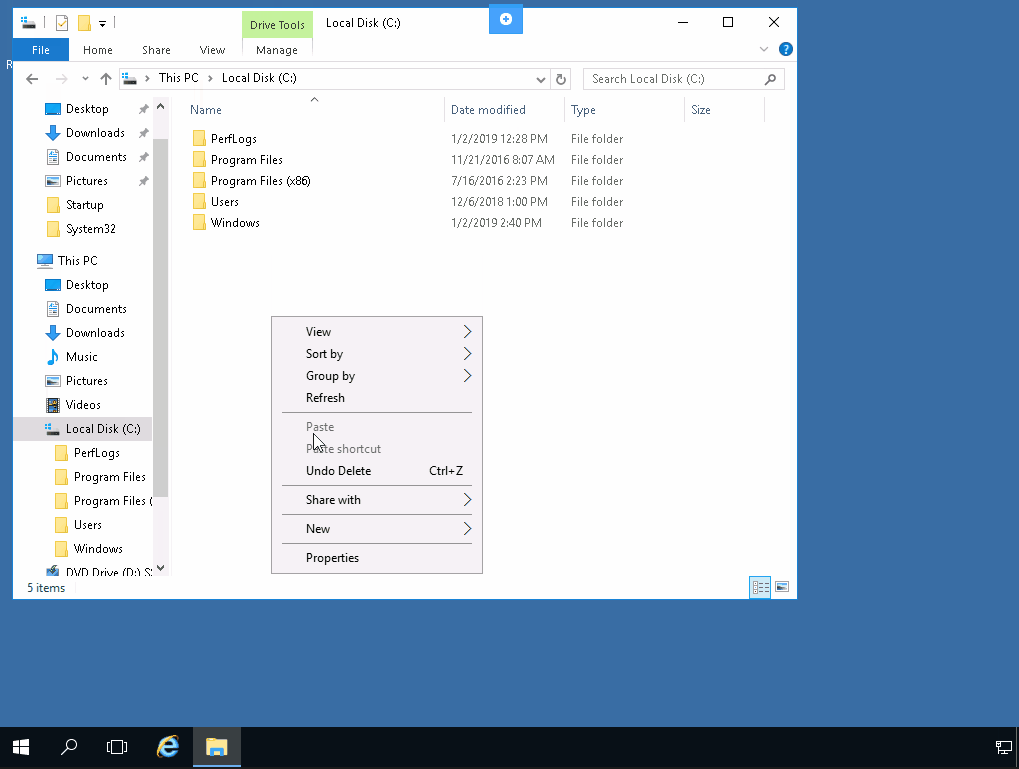 Drive Tools
Local Disk (C:)
File
Home
Share
View
Manage
This PC
Local Disk (C:)
Search Local Disk (C:)
Desktop
Downloads
Documents
Pictures
Startup
System32
This PC
Desktop
Documents
Downloads
Music
Pictures
Videos
Local Disk (C:)
PerfLogs
Program Files
Program Files (
Users
Windows
DVD Drive (D:) S
Name
Date modified
Type
Size
PerfLogs 1/2/2019 12:28 PM File folder
Program Files 11/21/2016 8:07 AM File folder
Program Files (x86) 7/16/2016 2:23 PM File folder
Users 12/6/2018 1:00 PM File folder
Windows 1/2/2019 2:40 PM File folder
View
Sort by
Group by
Refresh
Paste
Paste shortcut
Undo Delete Ctrl+Z
Share with
New
Properties
5 items